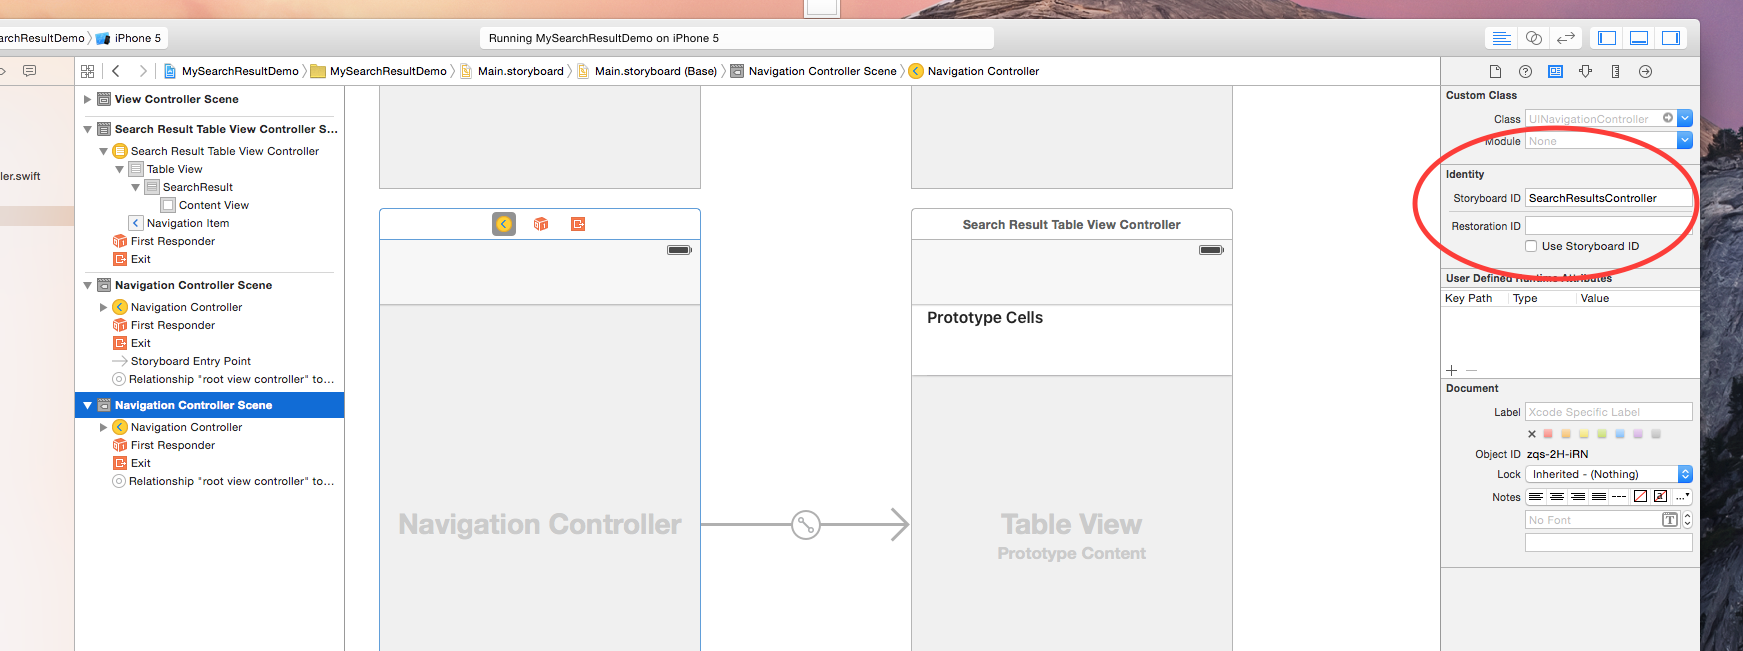 archResultDemo iPhone 5
Running MySearchResultDemo on iPhone 5
MySearchResultDemo MySearchResultDemo Main.storyboard Main.storyboard (Base) Navigation Controller Scene Navigation Controller
ler.swift
View Controller Scene
Search Result Table View Controller S...
Search Result Table View Controller
Table View
SearchResult
Content View
Navigation Item
First Responder
Exit
Navigation Controller Scene
Navigation Controller
First Responder
Exit
Storyboard Entry Point
Relationship "root view controller" to...
Navigation Controller Scene
Navigation Controller
First Responder
Exit
Relationship "root view controller" to...
Navigation Controller
Search Result Table View Controller
Prototype Cells
Table View
Prototype Content
Custom Class
Class UINavigationController
Module None
Identity
Storyboard ID SearchResultsController
Restoration ID
Use Storyboard ID
User Defined Runtime Attributes
Key Path Type Value
Document
Label Xcode Specific Label
Object ID zqs-2H-iRN
Lock Inherited - (Nothing)
Notes
No Font